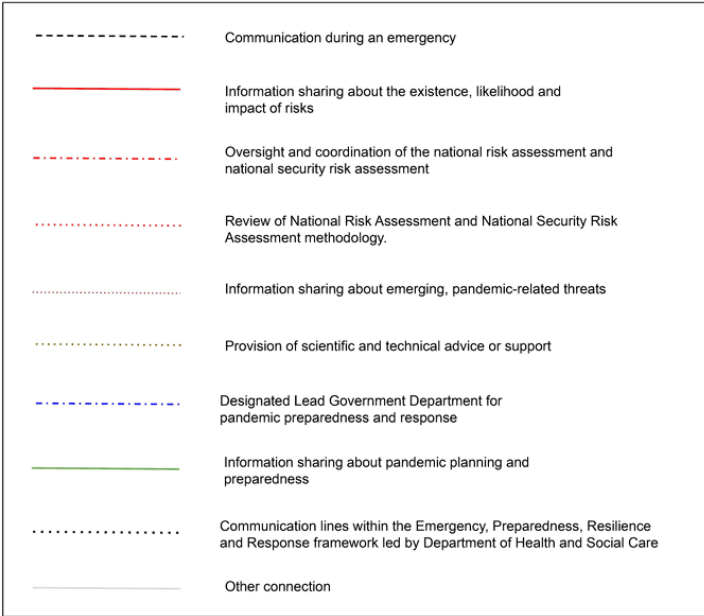 Communication during an emergency
Information sharing about the existence, likelihood and
impact of risks
Oversight and coordination of the national risk assessment and
national security risk assessment
Review of National Risk Assessment and National Security Risk
Assessment methodology.
Information sharing about emerging, pandemic-related threats
Provision of scientific and technical advice or support
Designated Lead Government Department for
pandemic preparedness and response
Information sharing about pandemic planning and
preparedness
Communication lines within the Emergency, Preparedness, Resilience
and Response framework led by Department of Health and Social Care
Other connection